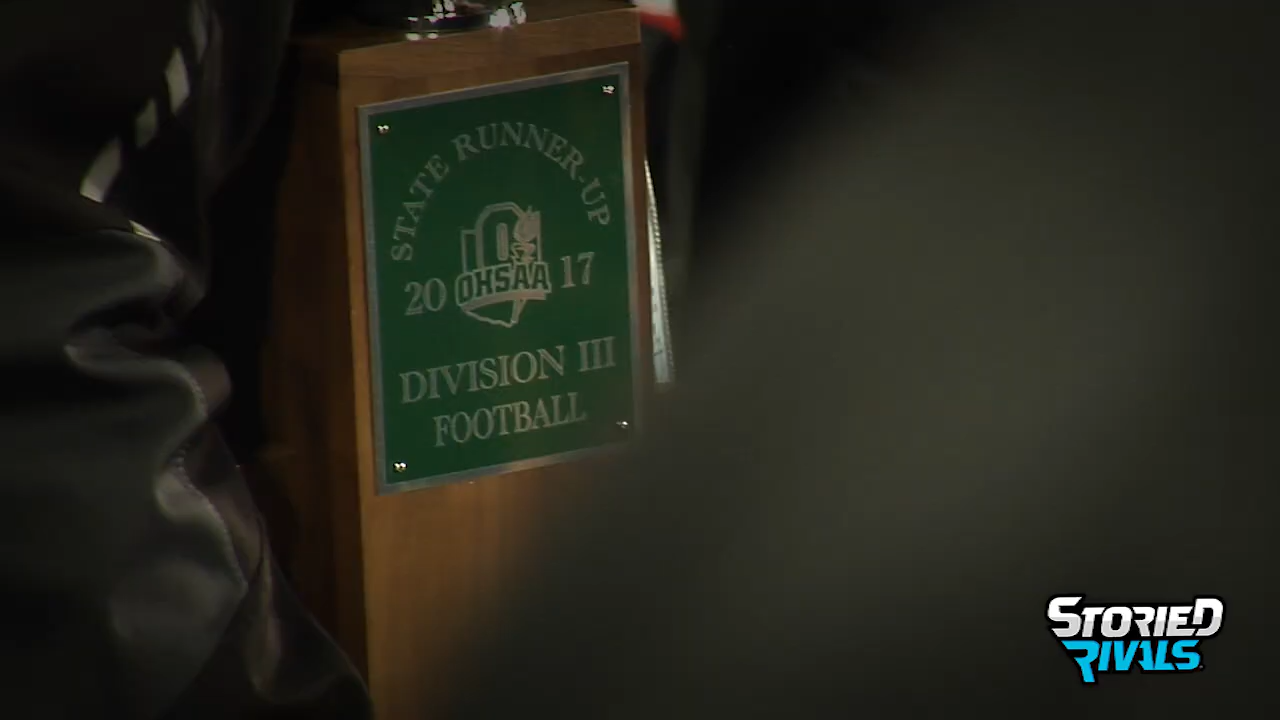 STATE RUNNER-UP
20 OHSAA 17
DIVISION III
FOOTBALL
STORIED
RIVALS